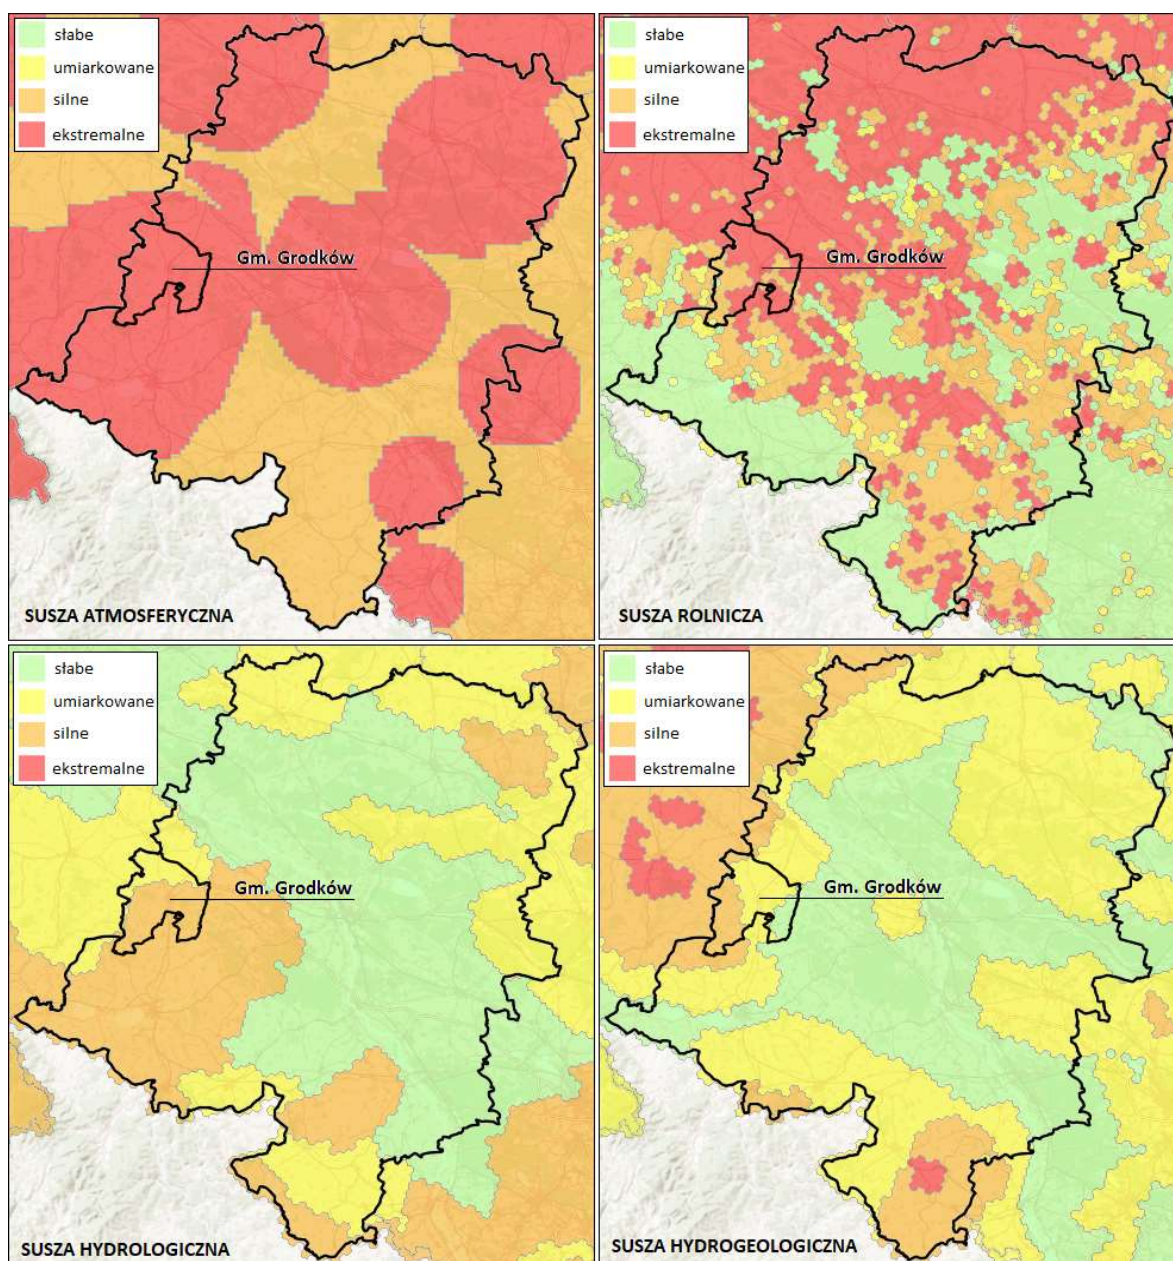 słabe
umiarkowane
silne
ekstremalne
Gm. Grodków
SUSZA ATMOSFERYCZNA
słabe
umiarkowane
silne
ekstremalne
Gm. Grodków
SUSZA ROLNICZA
słabe
umiarkowane
silne
ekstremalne
Gm. Grodków
SUSZA HYDROLOGICZNA
słabe
umiarkowane
silne
ekstremalne
Gm. Grodków
SUSZA HYDROGEOLOGICZNA